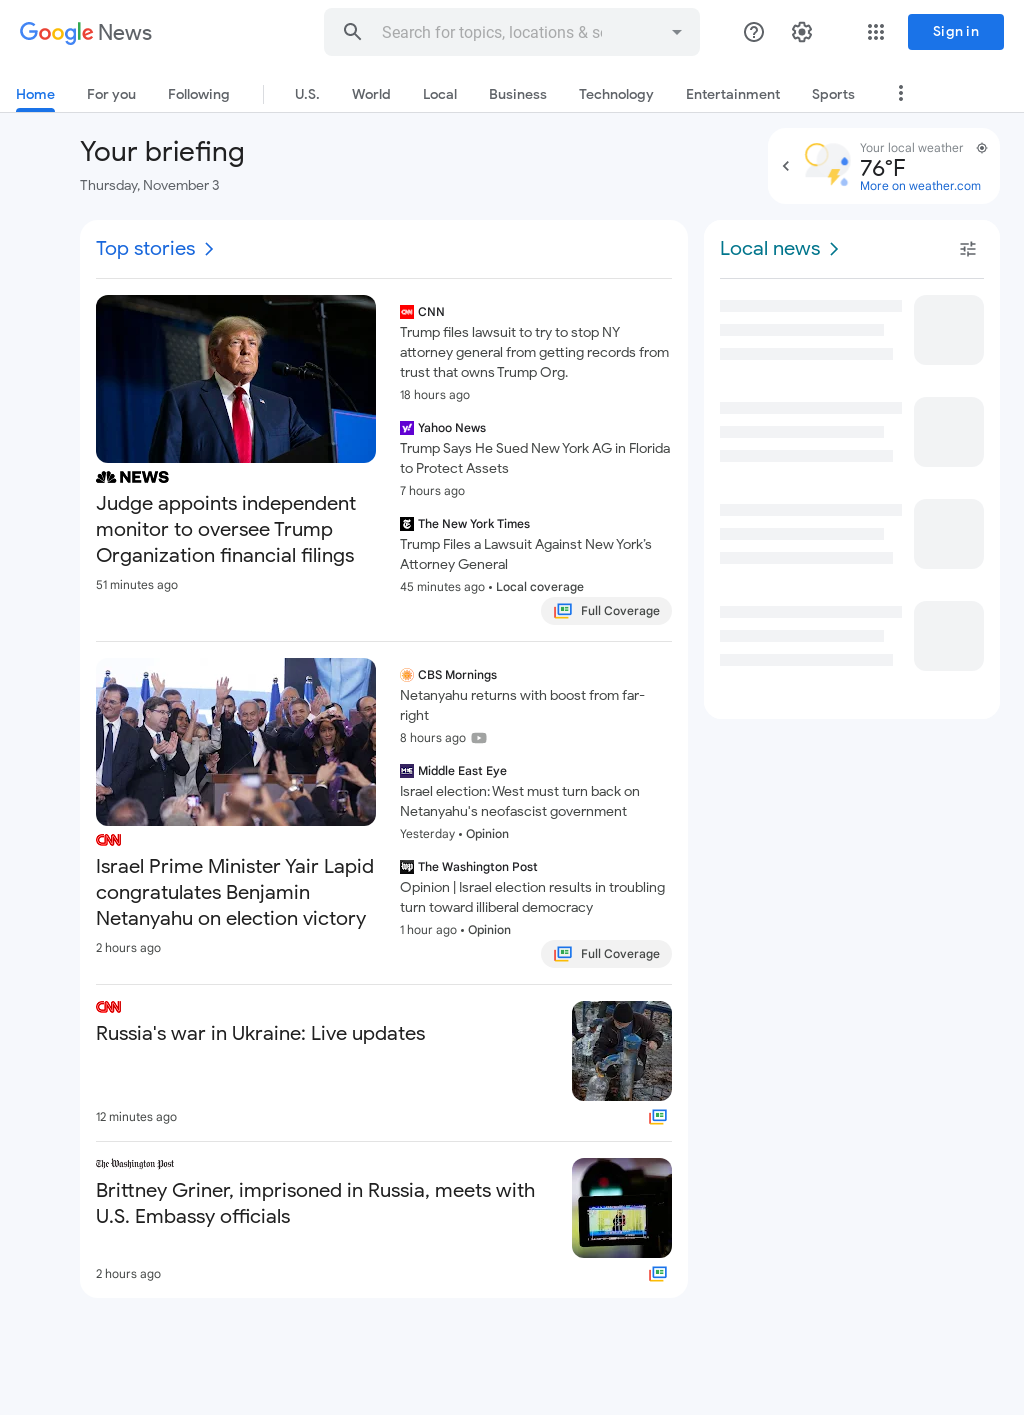 Google News
Search for topics, locations & so
Sign in
Home
For you
Following
U.S.
World
Local
Business
Technology
Entertainment
Sports
Your briefing
Thursday, November 3
Your local weather
76°F
More on weather.com
Top stories
NEWS
Judge appoints independent
monitor to oversee Trump
Organization financial filings
51 minutes ago
CNN
Trump files lawsuit to try to stop NY
attorney general from getting records from
trust that owns Trump Org.
18 hours ago
Yahoo News
Trump Says He Sued New York AG in Florida
to Protect Assets
7 hours ago
The New York Times
Trump Files a Lawsuit Against New York’s
Attorney General
45 minutes ago • Local coverage
Full Coverage
CNN
Israel Prime Minister Yair Lapid
congratulates Benjamin
Netanyahu on election victory
2 hours ago
CBS Mornings
Netanyahu returns with boost from far-
right
8 hours ago
Middle East Eye
Israel election: West must turn back on
Netanyahu's neofascist government
Yesterday • Opinion
The Washington Post
Opinion | Israel election results in troubling
turn toward illiberal democracy
1 hour ago • Opinion
Full Coverage
CNN
Russia's war in Ukraine: Live updates
12 minutes ago
The Washington Post
Brittney Griner, imprisoned in Russia, meets with
U.S. Embassy officials
2 hours ago
Local news